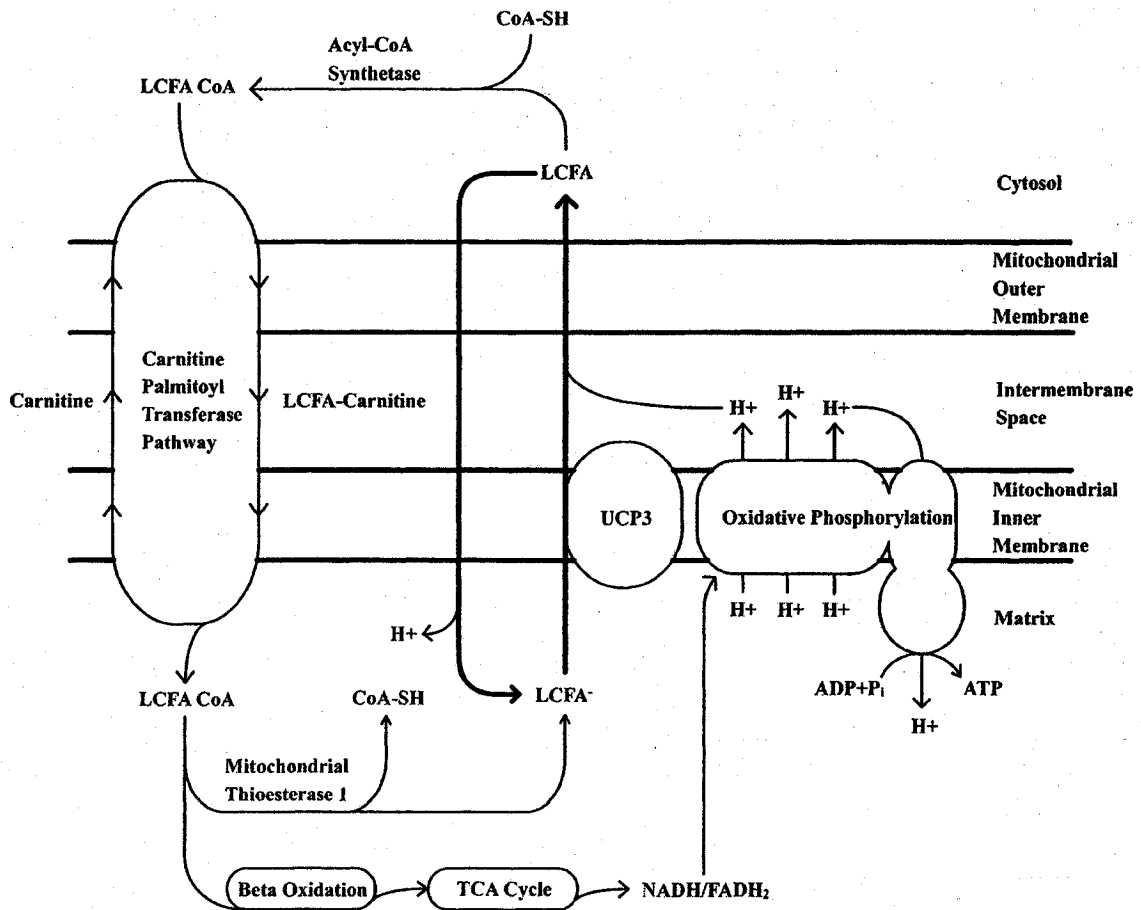 CoA-SH
Acyl-CoA
Synthetase
LCFA CoA
LCFA
Cytosol
Mitochondrial
Outer
Membrane
Carnitine
Carnitine
Palmitoyl
Transferase
Pathway
LCFA-Carnitine
H+
H+
H+
Intermembrane
Space
UCP3
Oxidative Phosphorylation
Mitochondrial
Inner
Membrane
H+
H+
H+
Matrix
H+
LCFA CoA
CoA-SH
LCFA⁻
ADP+Pᵢ
ATP
H+
Mitochondrial
Thioesterase 1
Beta Oxidation
TCA Cycle
NADH/FADH₂